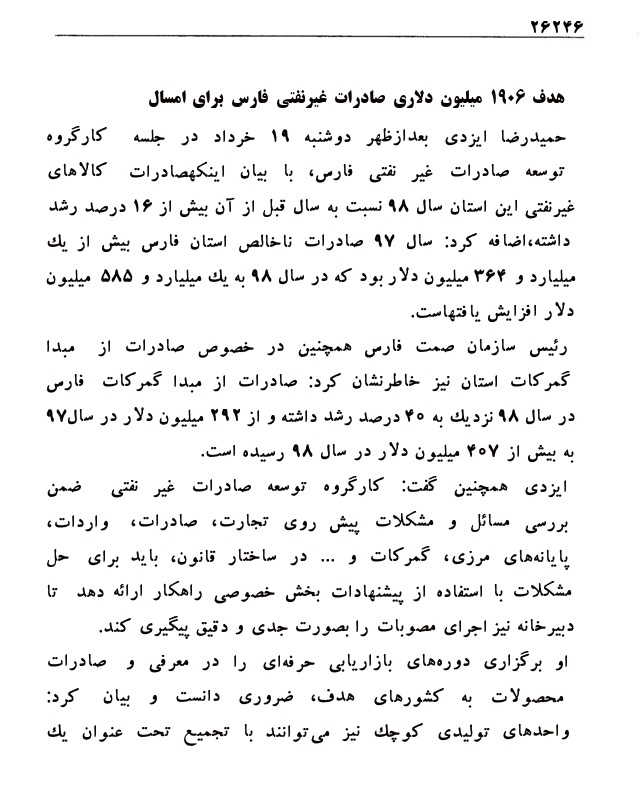 ۲۶۲۴۶
هدف ۱۹۰۶ میلیون دلاری صادرات غیرنفتی فارس برای امسال
حمیدرضا ایزدی بعدازظهر دوشنبه ۱۹ خرداد در جلسه کارگروه
توسعه صادرات غیر نفتی فارس، با بیان اینکهصادرات کالاهای
غیرنفتی این استان سال ۹۸ نسبت به سال قبل از آن بیش از ۱۶ درصد رشد
داشته،اضافه کرد: سال ۹۷ صادرات ناخالص استان فارس بیش از یك
میلیارد و ۳۶۴ میلیون دلار بود که در سال ۹۸ به یك میلیارد و ۵۸۵ میلیون
دلار افزایش یافتهاست.
رئیس سازمان صمت فارس همچنین در خصوص صادرات از مبدا
گمرکات استان نیز خاطرنشان کرد: صادرات از مبدا گمرکات فارس
در سال ۹۸ نزدیك به ۴۰ درصد رشد داشته و از ۲۹۲ میلیون دلار در سال۹۷
به بیش از ۴۰۷ میلیون دلار در سال ۹۸ رسیده است.
ایزدی همچنین گفت: کارگروه توسعه صادرات غیر نفتی ضمن
بررسی مسائل و مشکلات پیش روی تجارت، صادرات، واردات،
پایانه‌های مرزی، گمرکات و ... در ساختار قانون، باید برای حل
مشکلات با استفاده از پیشنهادات بخش خصوصی راهکار ارائه دهد تا
دبیرخانه نیز اجرای مصوبات را بصورت جدی و دقیق پیگیری کند.
او برگزاری دوره‌های بازاریابی حرفه‌ای را در معرفی و صادرات
محصولات به کشورهای هدف، ضروری دانست و بیان کرد:
واحدهای تولیدی کوچك نیز می‌توانند با تجمیع تحت عنوان یك